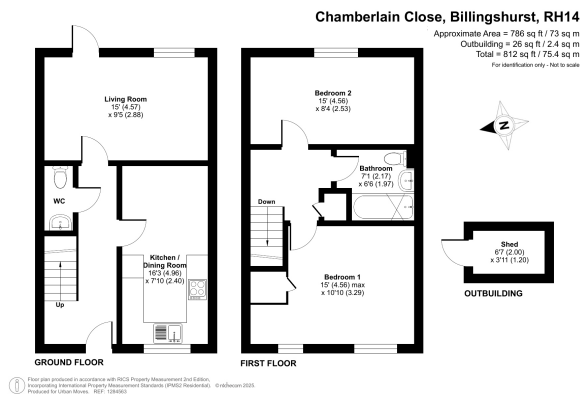 Chamberlain Close, Billingshurst, RH14
Approximate Area = 786 sq ft / 73 sq m
Outbuilding = 26 sq ft / 2.4 sq m
Total = 812 sq ft / 75.4 sq m
For identification only - Not to scale
N
Living Room
15' (4.57)
x 9'5 (2.88)
WC
Up
Kitchen /
Dining Room
16'3 (4.96)
x 7'10 (2.40)
GROUND FLOOR
Bedroom 2
15' (4.56)
x 8'4 (2.53)
Bathroom
7'1 (2.17)
x 6'6 (1.97)
Down
Bedroom 1
15' (4.56) max
x 10'10 (3.29)
FIRST FLOOR
Shed
6'7 (2.00)
x 3'11 (1.20)
OUTBUILDING
Floor plan produced in accordance with RICS Property Measurement 2nd Edition,
Incorporating International Property Measurement Standards (IPMS2 Residential). © nichecom 2025.
Produced for Urban Moves. REF: 1284563